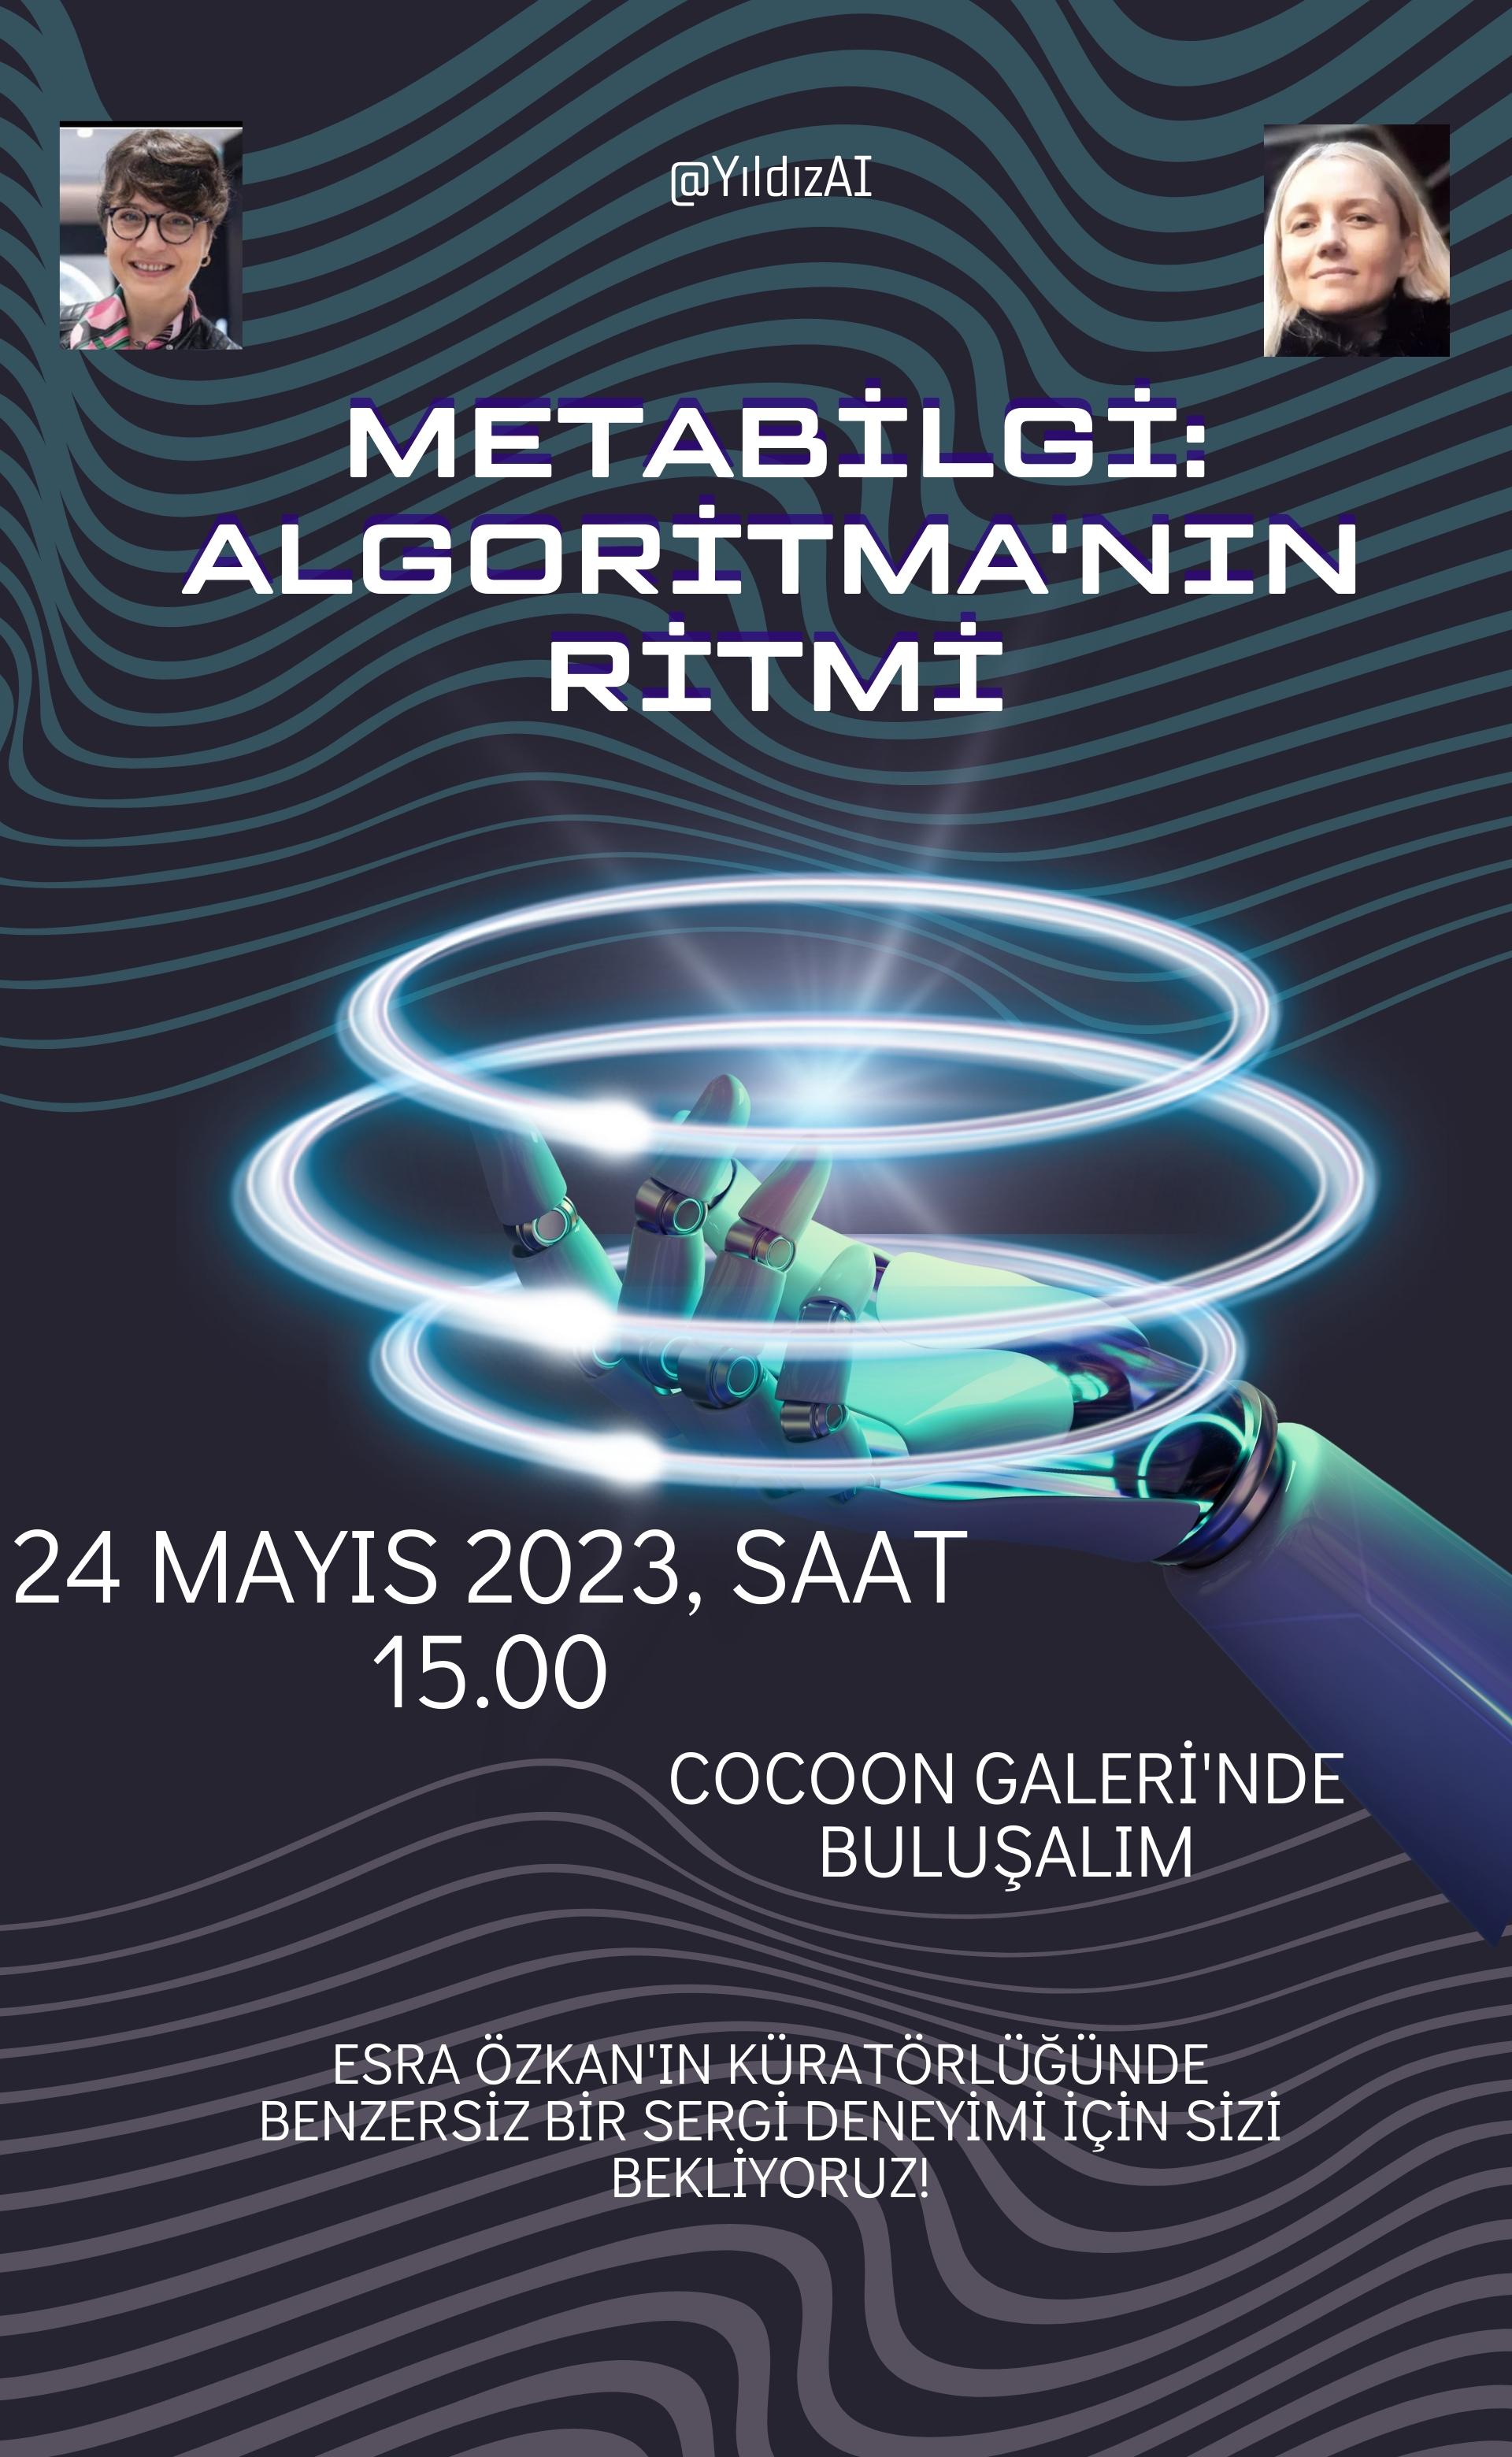 @YıldızAI
METABİLGİ:
ALGORİTMA'NIN
RİTMİ
24 MAYIS 2023, SAAT
15.00
COCOON GALERİ'NDE
BULUŞALIM
ESRA ÖZKAN'IN KÜRATÖRLÜĞÜNDE
BENZERSİZ BİR SERGİ DENEYİMİ İÇİN SİZİ
BEKLİYORUZ!